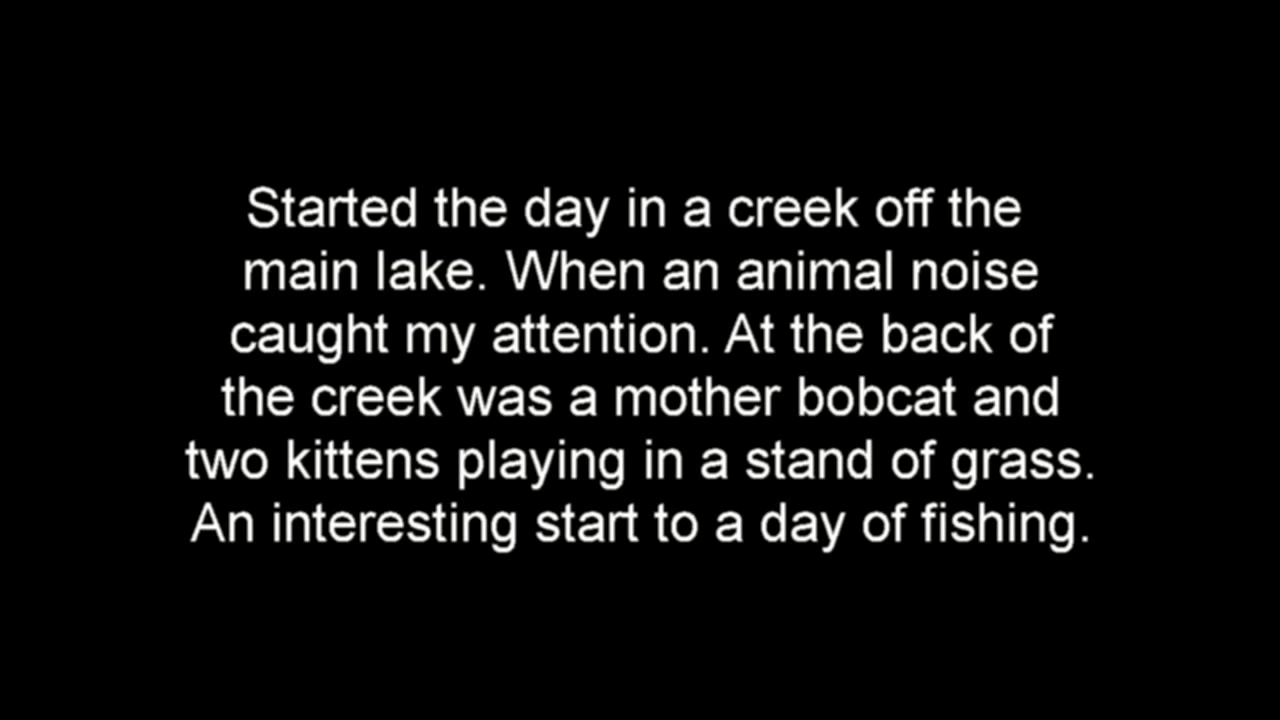 Started the day in a creek off the
main lake. When an animal noise
caught my attention. At the back of
the creek was a mother bobcat and
two kittens playing in a stand of grass.
An interesting start to a day of fishing.